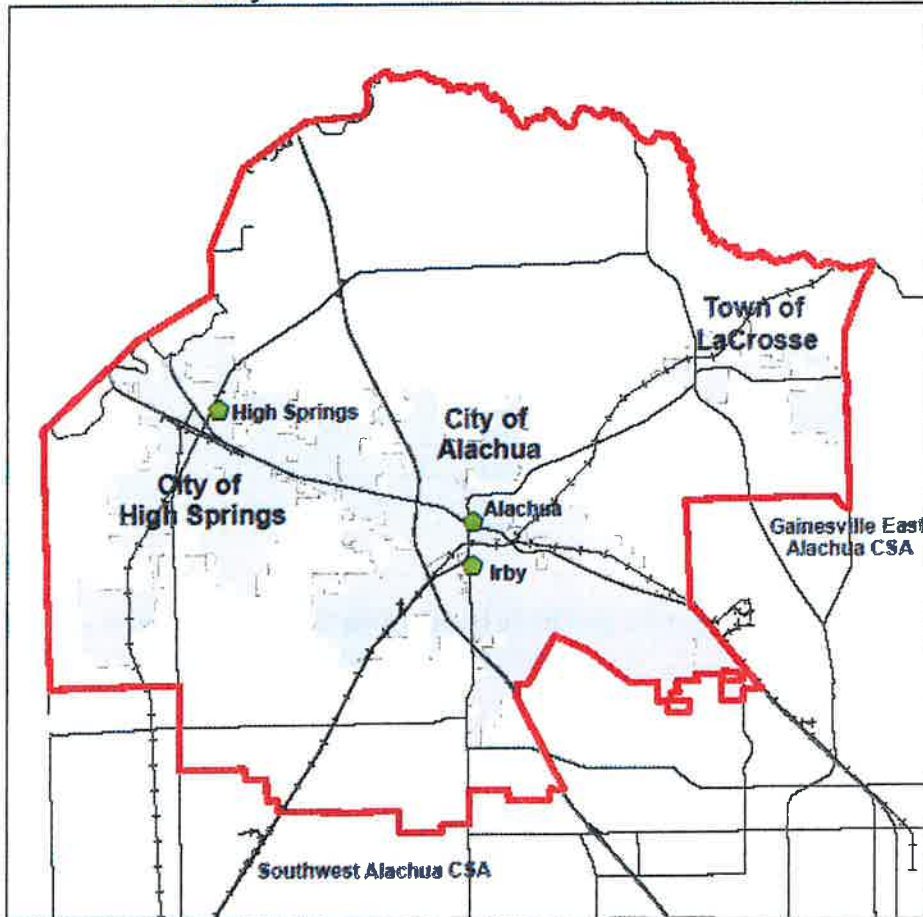 Town of
LaCrosse
High Springs
City of
Alachua
City of
High Springs
Alachua
Gainesville East
Alachua CSA
Irby
Southwest Alachua CSA